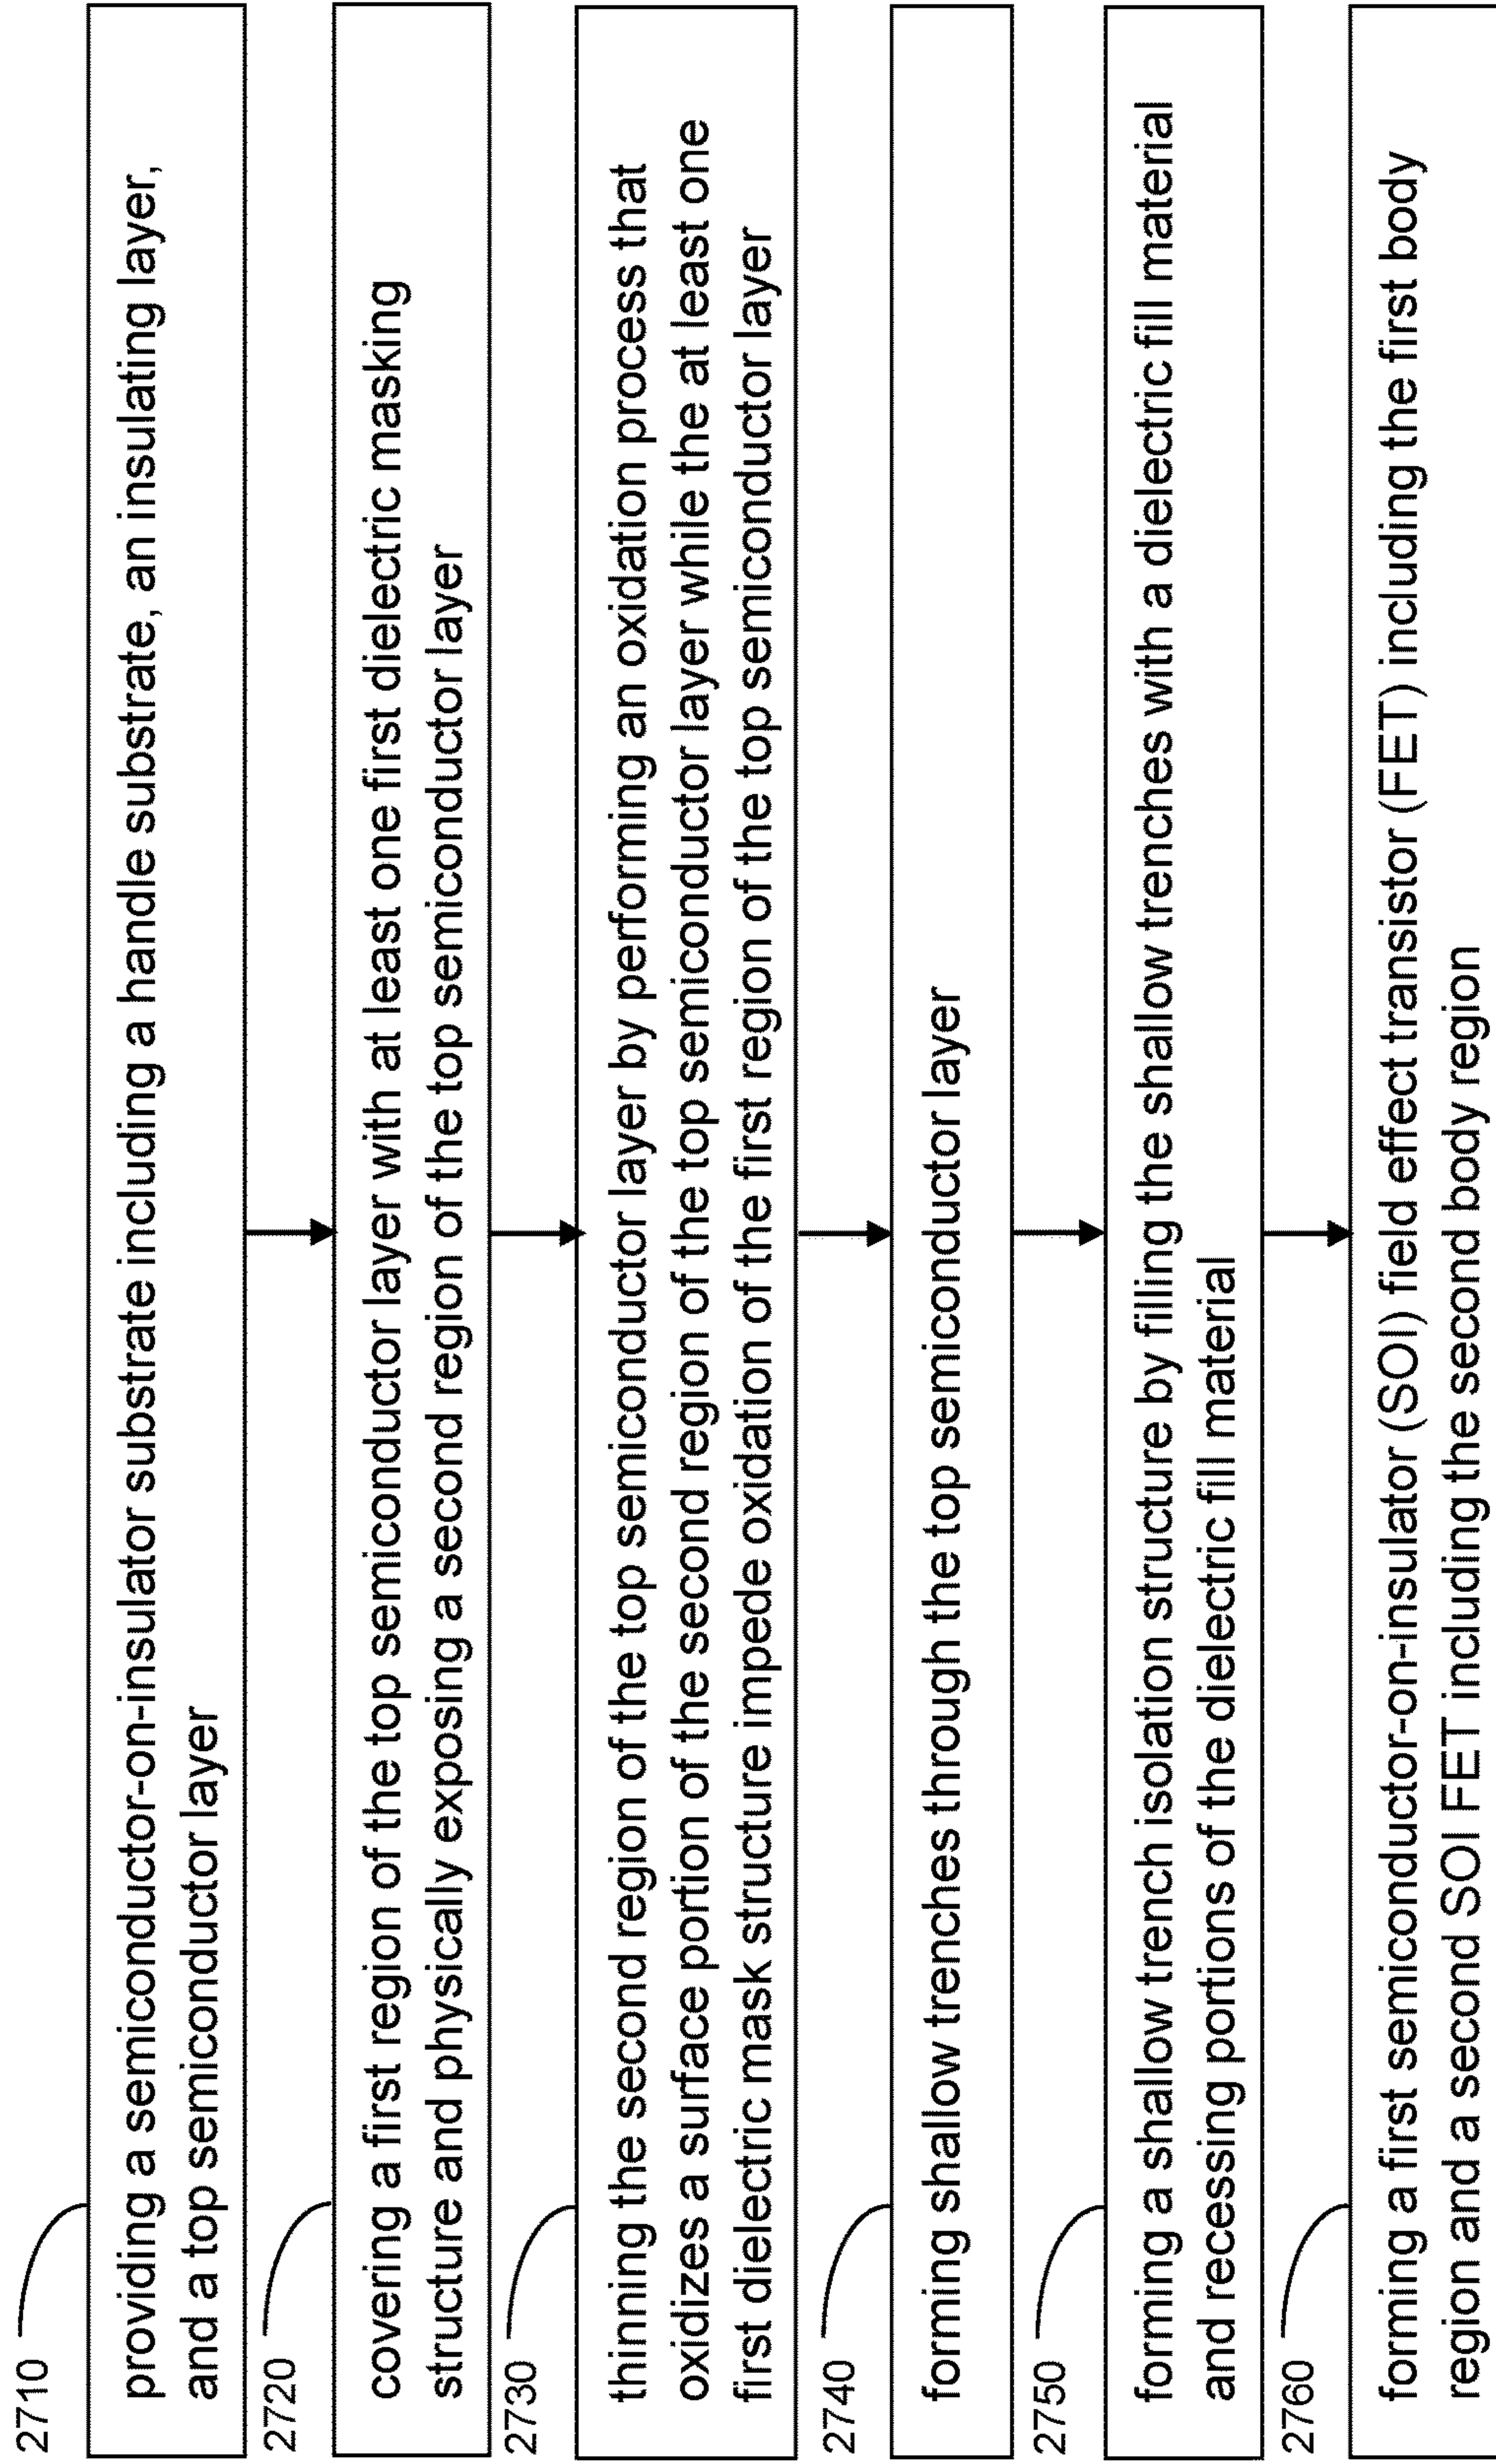 2710
providing a semiconductor-on-insulator substrate including a handle substrate, an insulating layer,
and a top semiconductor layer
2720
covering a first region of the top semiconductor layer with at least one first dielectric masking
structure and physically exposing a second region of the top semiconductor layer
2730
thinning the second region of the top semiconductor layer by performing an oxidation process that
oxidizes a surface portion of the second region of the top semiconductor layer while the at least one
first dielectric mask structure impede oxidation of the first region of the top semiconductor layer
2740
forming shallow trenches through the top semiconductor layer
2750
forming a shallow trench isolation structure by filling the shallow trenches with a dielectric fill material
and recessing portions of the dielectric fill material
2760
forming a first semiconductor-on-insulator (SOI) field effect transistor (FET) including the first body
region and a second SOI FET including the second body region